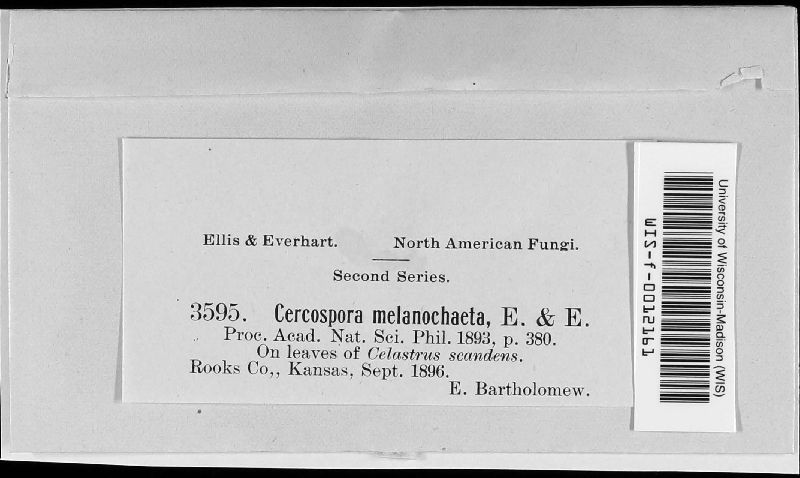 Ellis & Everhart. North American Fungi.
Second Series.
3595. Cercospora melanochaeta, E. & E.
Proc. Acad. Nat. Sci. Phil. 1893, p. 380.
On leaves of Celastrus scandens.
Rooks Co,, Kansas, Sept. 1896.
E. Bartholomew.
University of Wisconsin-Madison (WIS)
WIS-f-0012161